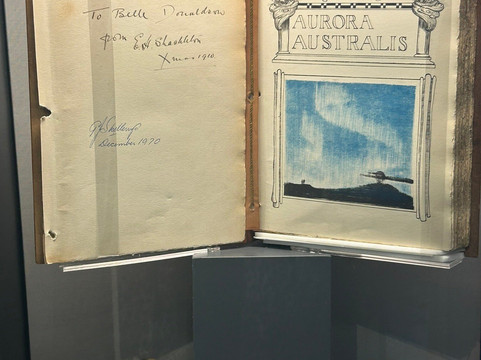 To Belle Donaldson
from E H Shackleton
Xmas 1910
December 1970
AURORA
AUSTRALIS